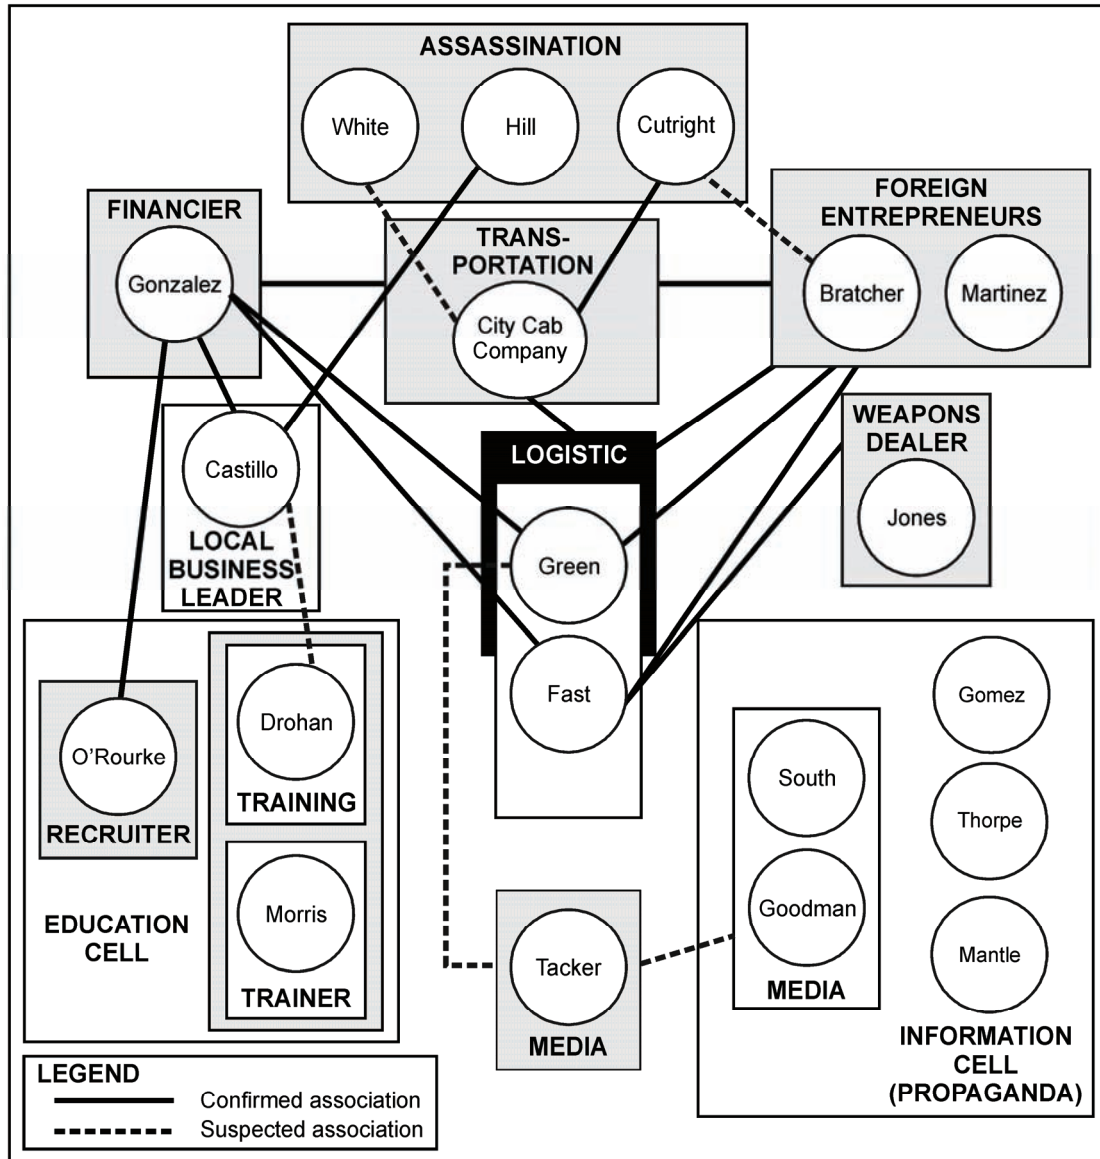 ASSASSINATION
White
Hill
Cutright
FINANCIER
Gonzalez
TRANS-
PORTATION
City Cab
Company
FOREIGN
ENTREPRENEURS
Bratcher
Martinez
Castillo
LOCAL
BUSINESS
LEADER
LOGISTIC
Green
Fast
WEAPONS
DEALER
Jones
O'Rourke
RECRUITER
Drohan
TRAINING
Morris
TRAINER
EDUCATION
CELL
Tacker
MEDIA
South
Goodman
MEDIA
Gomez
Thorpe
Mantle
INFORMATION
CELL
(PROPAGANDA)
LEGEND
Confirmed association
Suspected association